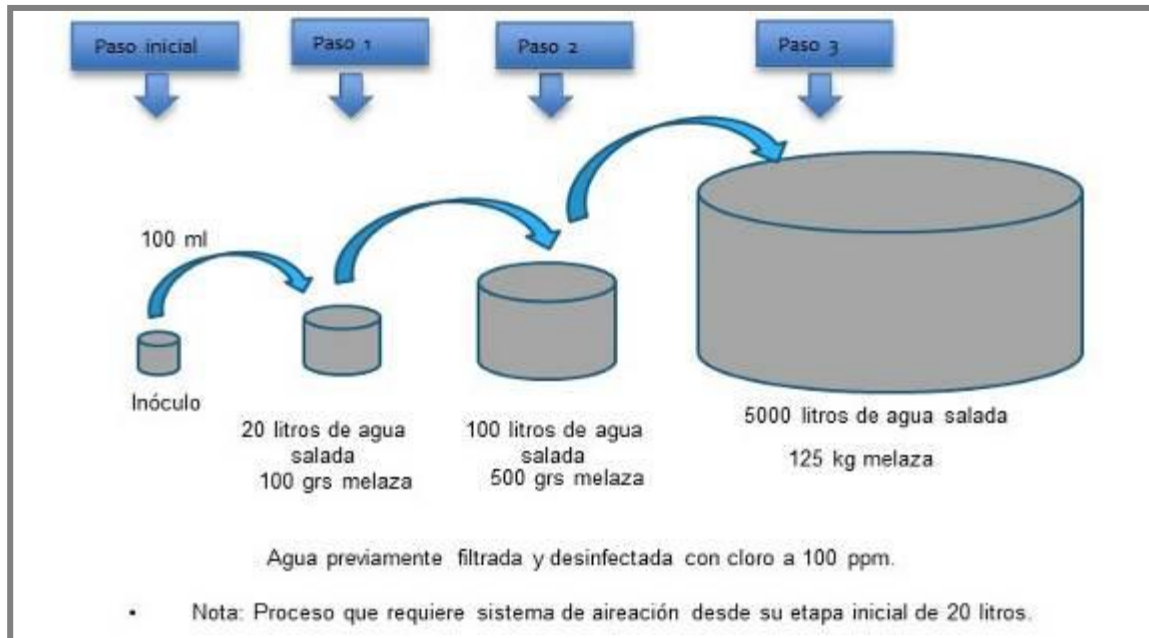 Paso inicial
Paso 1
Paso 2
Paso 3
100 ml
Inóculo
20 litros de agua
salada
100 grs melaza
100 litros de agua
salada
500 grs melaza
5000 litros de agua salada
125 kg melaza
Agua previamente filtrada y desinfectada con cloro a 100 ppm.
• Nota: Proceso que requiere sistema de aireación desde su etapa inicial de 20 litros.